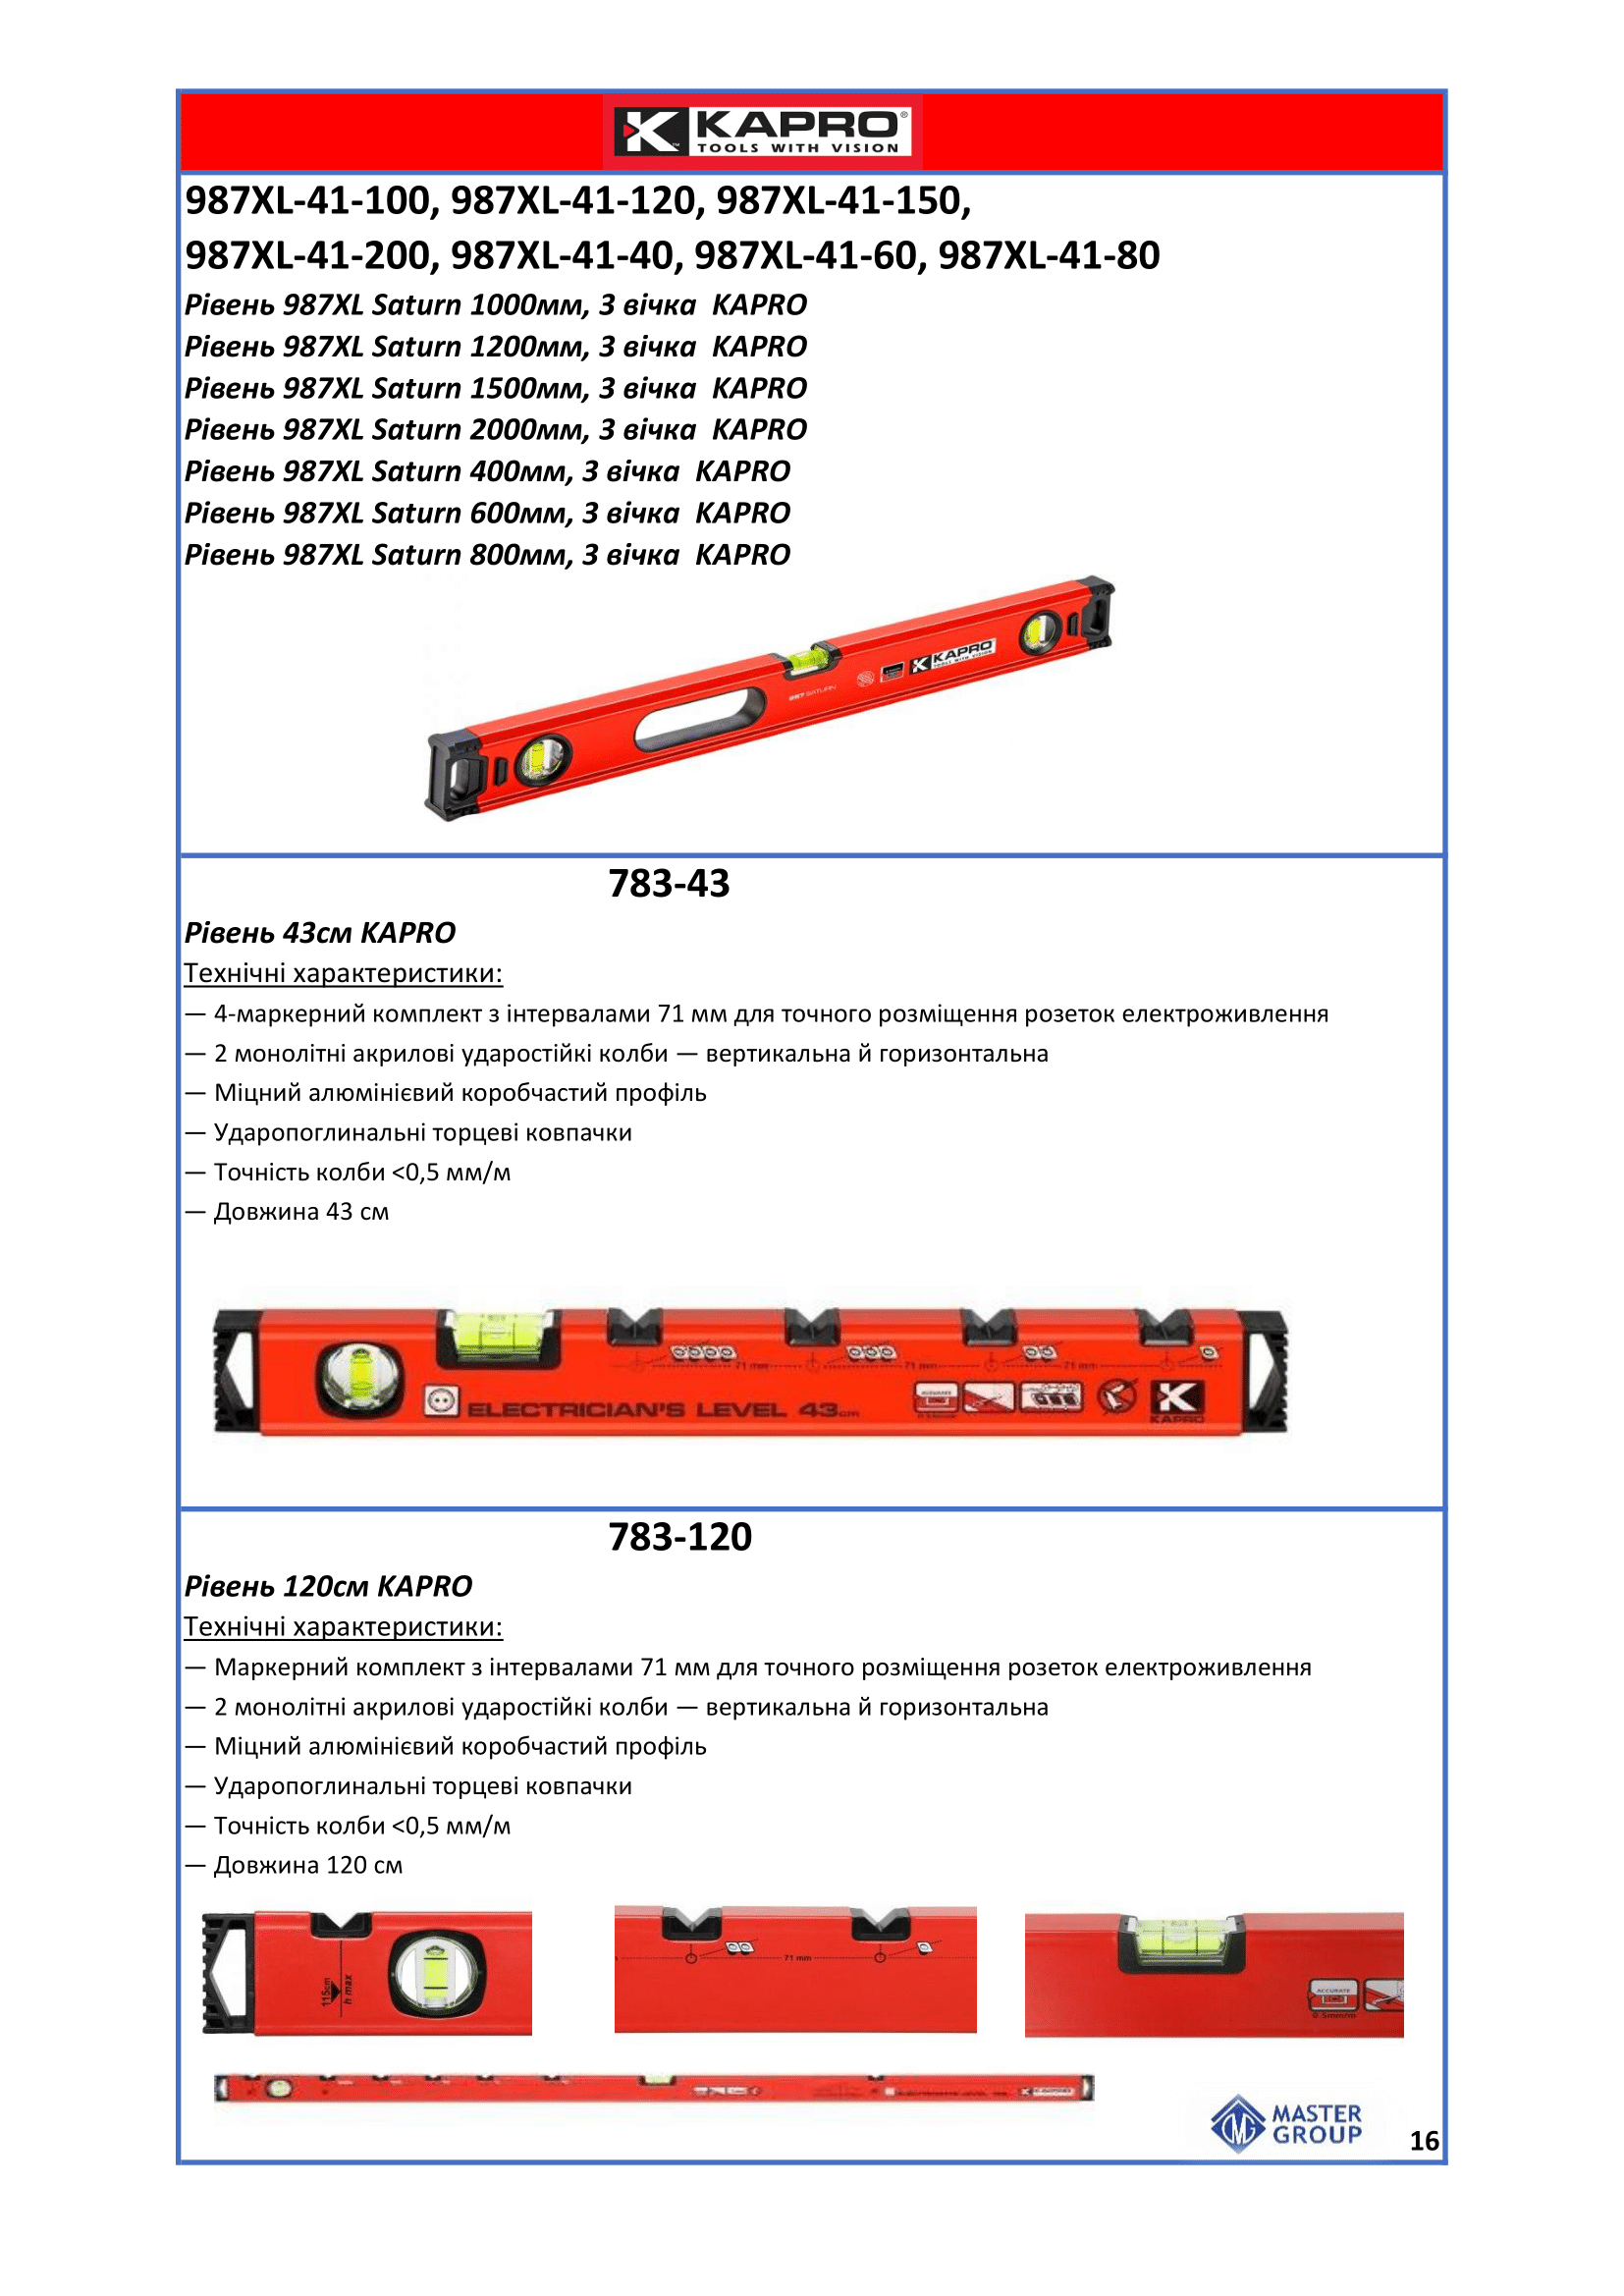 KAPRO®
TOOLS WITH VISION
987XL-41-100, 987XL-41-120, 987XL-41-150,
987XL-41-200, 987XL-41-40, 987XL-41-60, 987XL-41-80
Рівень 987XL Saturn 1000мм, 3 вічка KAPRO
Рівень 987XL Saturn 1200мм, 3 вічка KAPRO
Рівень 987XL Saturn 1500мм, 3 вічка KAPRO
Рівень 987XL Saturn 2000мм, 3 вічка KAPRO
Рівень 987XL Saturn 400мм, 3 вічка KAPRO
Рівень 987XL Saturn 600мм, 3 вічка KAPRO
Рівень 987XL Saturn 800мм, 3 вічка KAPRO
987 SATURN
KAPRO
TOOLS WITH VISION
783-43
Рівень 43см KAPRO
Технічні характеристики:
— 4-маркерний комплект з інтервалами 71 мм для точного розміщення розеток електроживлення
— 2 монолітні акрилові ударостійкі колби — вертикальна й горизонтальна
— Міцний алюмінієвий коробчастий профіль
— Ударопоглинальні торцеві ковпачки
— Точність колби <0,5 мм/м
— Довжина 43 см
71 mm 71 mm 71 mm
ELECTRICIAN'S LEVEL 43cm
ACCURATE
KAPRO
783-120
Рівень 120см KAPRO
Технічні характеристики:
— Маркерний комплект з інтервалами 71 мм для точного розміщення розеток електроживлення
— 2 монолітні акрилові ударостійкі колби — вертикальна й горизонтальна
— Міцний алюмінієвий коробчастий профіль
— Ударопоглинальні торцеві ковпачки
— Точність колби <0,5 мм/м
— Довжина 120 см
115cm
h max
71 mm
ACCURATE
0.5mm/m
KAPRO
MASTER
GROUP
16